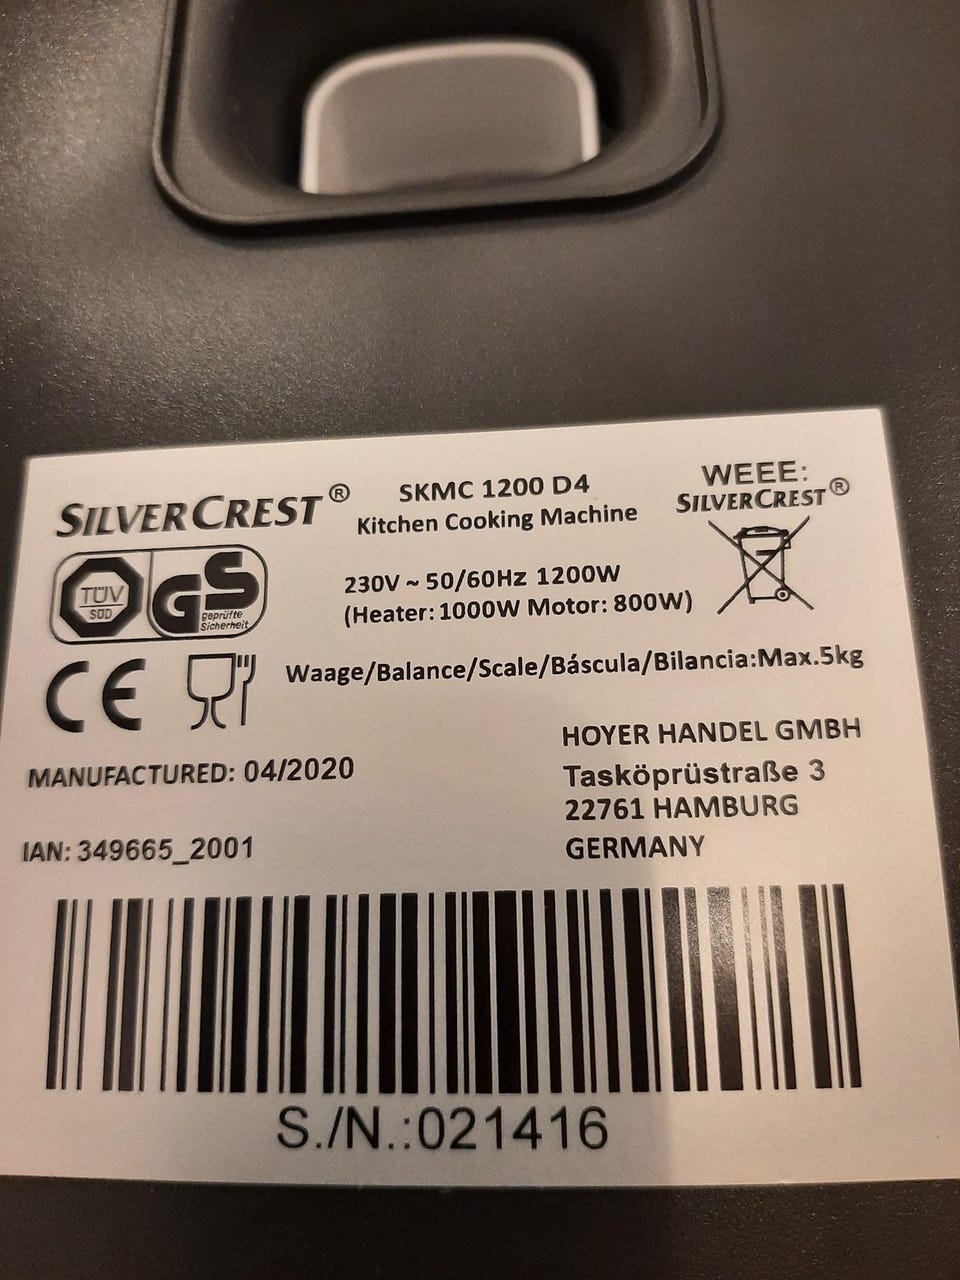 SILVERCREST®
SKMC 1200 D4
Kitchen Cooking Machine
WEEE:
SILVERCREST®
TÜV
SÜD
GS
geprüfte
Sicherheit
230V ~ 50/60Hz 1200W
(Heater: 1000W Motor: 800W)
CE
Waage/Balance/Scale/Báscula/Bilancia:Max.5kg
MANUFACTURED: 04/2020
IAN: 349665_2001
HOYER HANDEL GMBH
Tasköprüstraße 3
22761 HAMBURG
GERMANY
S./N.:021416